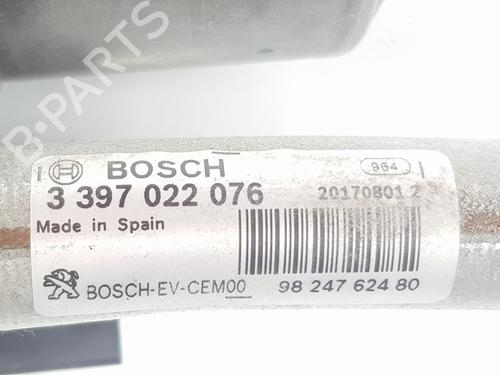 B-PARTS
BOSCH
964
3 397 022 076
20170801 2
Made in Spain
BOSCH-EV-CEM00
98 247 624 80